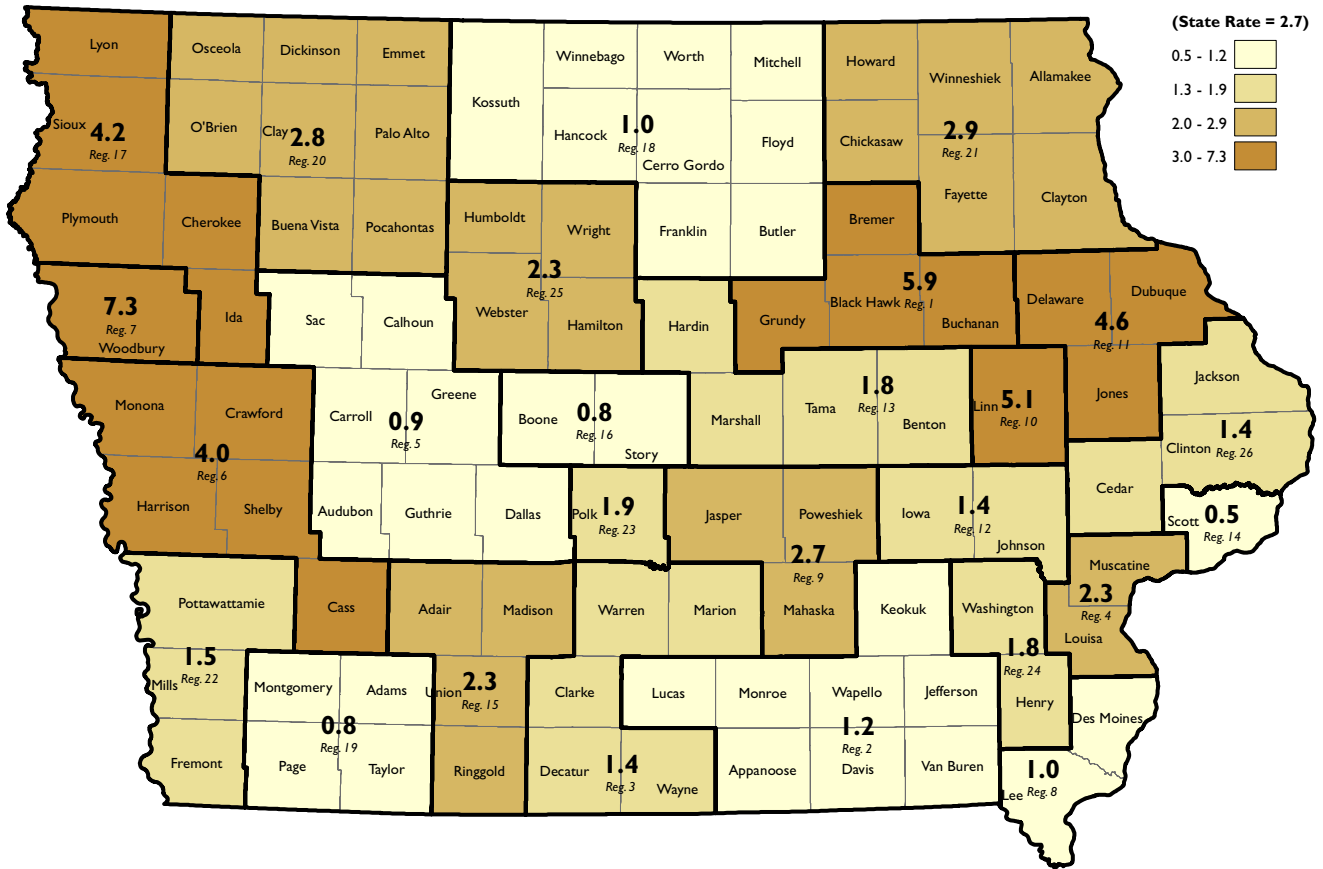 (State Rate = 2.7)
0.5 - 1.2
1.3 - 1.9
2.0 - 2.9
3.0 - 7.3
Lyon
Osceola
Dickinson
Emmet
Winnebago
Worth
Mitchell
Howard
Winneshiek
Allamakee
Kossuth
Sioux
4.2
Reg. 17
O'Brien
Clay
2.8
Reg. 20
Palo Alto
Hancock
1.0
Reg. 18
Cerro Gordo
Floyd
Chickasaw
2.9
Reg. 21
Fayette
Clayton
Plymouth
Cherokee
Buena Vista
Pocahontas
Humboldt
Wright
Franklin
Butler
Bremer
7.3
Reg. 7
Woodbury
Ida
Sac
Calhoun
2.3
Reg. 25
Webster
Hamilton
Hardin
Grundy
Black Hawk
5.9
Reg. 1
Buchanan
Delaware
Dubuque
4.6
Reg. 11
Monona
Crawford
4.0
Reg. 6
Harrison
Shelby
Carroll
Greene
0.9
Reg. 5
Boone
0.8
Reg. 16
Story
Marshall
Tama
1.8
Reg. 13
Benton
Linn
5.1
Reg. 10
Jones
Jackson
Clinton
1.4
Reg. 26
Audubon
Guthrie
Dallas
Polk
1.9
Reg. 23
Jasper
Poweshiek
2.7
Reg. 9
Mahaska
Iowa
1.4
Reg. 12
Johnson
Cedar
Scott
0.5
Reg. 14
Muscatine
2.3
Reg. 4
Louisa
Pottawattamie
Cass
Adair
Madison
Warren
Marion
Keokuk
Washington
1.8
Reg. 24
Henry
1.5
Reg. 22
Mills
Fremont
Montgomery
Adams
0.8
Reg. 19
Page
Taylor
Union
2.3
Reg. 15
Ringgold
Clarke
Decatur
1.4
Reg. 3
Wayne
Lucas
Monroe
Wapello
Jefferson
1.2
Reg. 2
Appanoose
Davis
Van Buren
Des Moines
1.0
Reg. 8
Lee